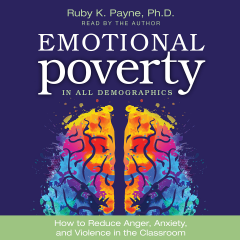 Ruby K. Payne, Ph.D.
READ BY THE AUTHOR
EMOTIONAL
poverty
IN ALL DEMOGRAPHICS
How to Reduce Anger, Anxiety,
and Violence in the Classroom